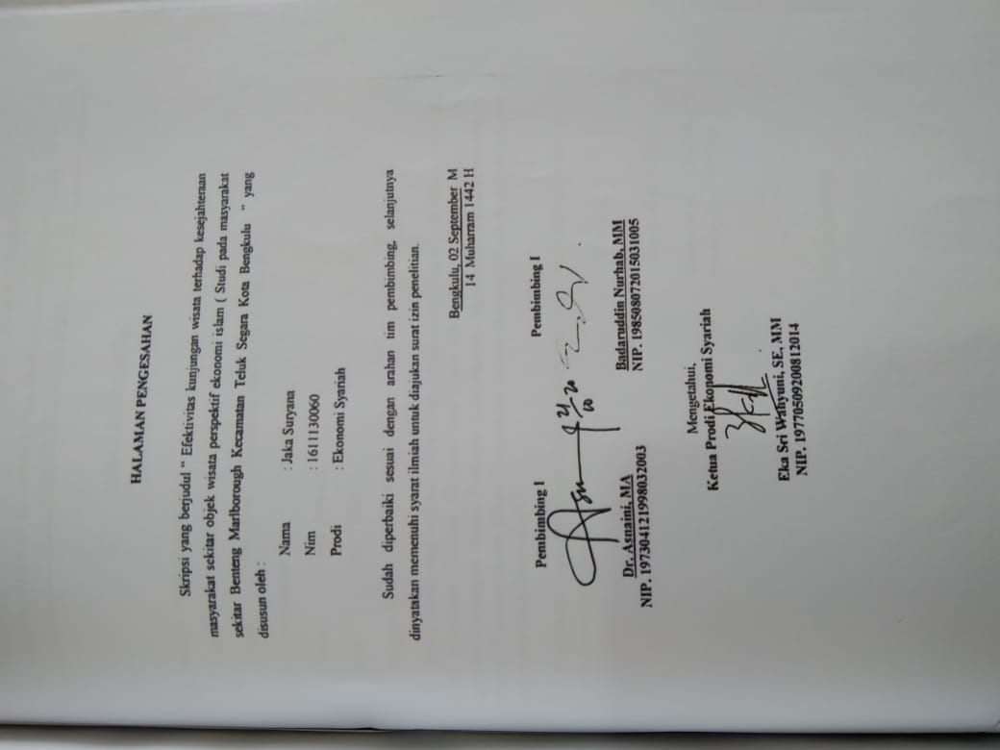 HALAMAN PENGESAHAN
Skripsi yang berjudul “ Efektivitas kunjungan wisata terhadap kesejahteraan
masyarakat sekitar objek wisata perspektif ekonomi islam ( Studi pada masyarakat
sekitar Benteng Marlborough Kecamatan Teluk Segara Kota Bengkulu ” yang
disusun oleh :
Nama : Jaka Suryana
Nim : 1611130060
Prodi : Ekonomi Syariah
Sudah diperbaiki sesuai dengan arahan tim pembimbing, selanjutnya
dinyatakan memenuhi syarat ilmiah untuk diajukan surat izin penelitian.
Bengkulu, 02 September M
14 Muharram 1442 H
Pembimbing I Pembimbing I
Dr. Asnaini, MA Badaruddin Nurhab, MM
NIP. 197304121998032003 NIP. 198508072015031005
Mengetahui,
Ketua Prodi Ekonomi Syariah
Eka Sri Wahyuni, SE, MM
NIP. 197705092008012014